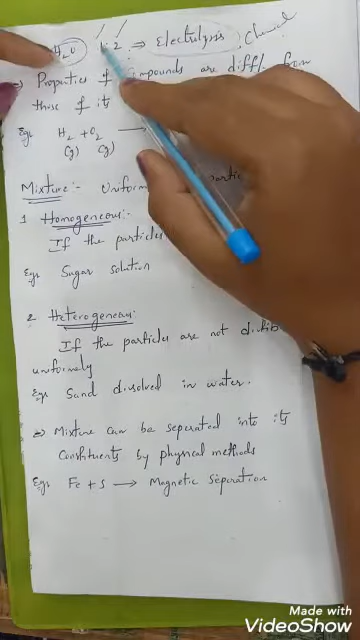 H2O 2 ⇒ Electrolysis, Chemical
⇒ Properties of compounds are diff. from
those of its
Eg:- H2 + O2 ⟶
(g) (g)
Mixture:- Uniform
1 Homogeneous:-
If the particles
Eg:- Sugar solution
2 Heterogeneous:
If the particles are not distrib
uniformly
Eg:- Sand dissolved in water.
⇒ Mixture can be seperated into its
constituents by physical methods
Eg:- Fe + S ⟶ Magnetic Separation
Made with
VideoShow